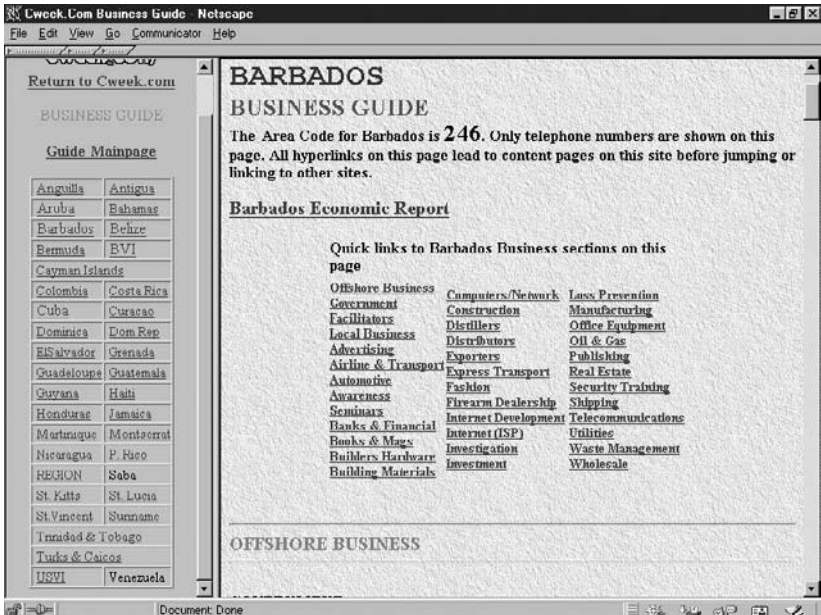 Cweek.Com Business Guide - Netscape
File Edit View Go Communicator Help
Return to Cweek.com
BUSINESS GUIDE
Guide Mainpage
Anguilla Antigua
Aruba Bahamas
Barbados Belize
Bermuda BVI
Cayman Islands
Colombia Costa Rica
Cuba Curacao
Dominica Dom Rep
ElSalvador Grenada
Guadeloupe Guatemala
Guyana Haiti
Honduras Jamaica
Martinique Montserrat
Nicaragua P. Rico
REGION Saba
St. Kitts St. Lucia
St.Vincent Suriname
Trinidad & Tobago
Turks & Caicos
USVI Venezuela
BARBADOS
BUSINESS GUIDE
The Area Code for Barbados is 246. Only telephone numbers are shown on this
page. All hyperlinks on this page lead to content pages on this site before jumping or
linking to other sites.
Barbados Economic Report
Quick links to Barbados Business sections on this
page
Offshore Business
Government
Facilitators
Local Business
Advertising
Airline & Transport
Automotive
Awareness
Seminars
Banks & Financial
Books & Mags
Builders Hardware
Building Materials
Computers/Network
Construction
Distillers
Distributors
Exporters
Express Transport
Fashion
Firearm Dealership
Internet Development
Internet (ISP)
Investigation
Investment
Loss Prevention
Manufacturing
Office Equipment
Oil & Gas
Publishing
Real Estate
Security Training
Shipping
Telecommunications
Utilities
Waste Management
Wholesale
OFFSHORE BUSINESS
Document: Done